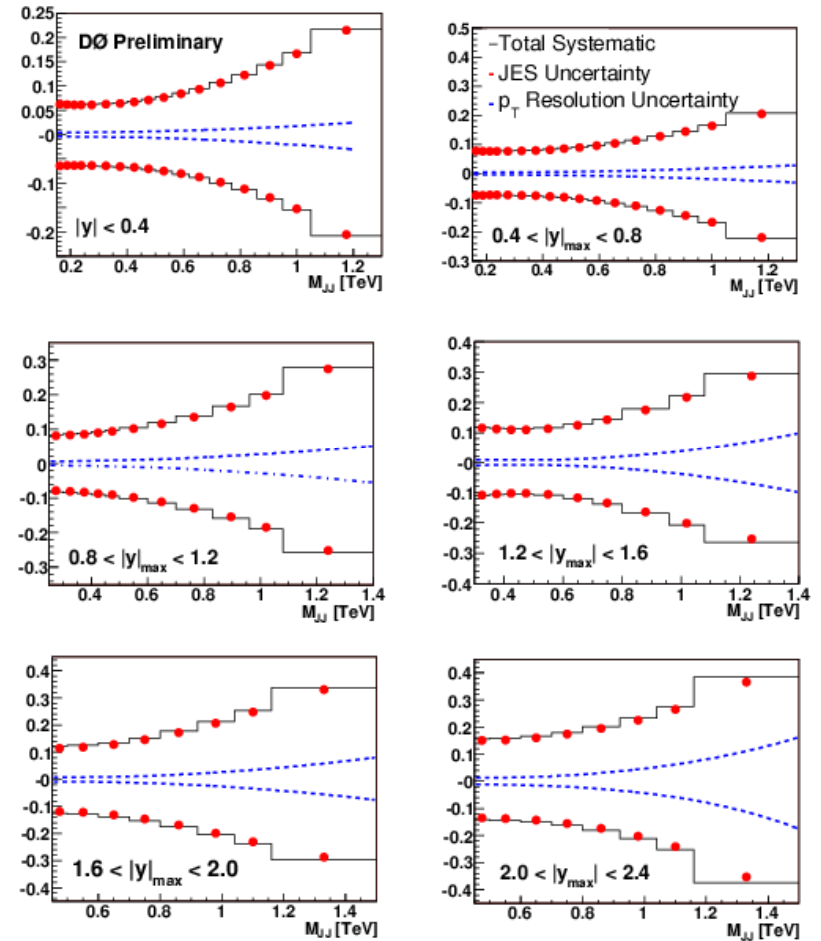 0.25
0.2
0.15
0.1
0.05
-0
-0.1
-0.2
DØ Preliminary
|y| < 0.4
0.2 0.4 0.6 0.8 1.0 1.2
M_JJ [TeV]
0.5
0.4
0.3
0.2
0.1
-0
-0.1
-0.2
-0.3
Total Systematic
JES Uncertainty
p_T Resolution Uncertainty
0.4 < |y|_max < 0.8
0.2 0.4 0.6 0.8 1.0 1.2
M_JJ [TeV]
0.3
0.2
0.1
0
-0.1
-0.2
-0.3
0.8 < |y|_max < 1.2
0.4 0.6 0.8 1 1.2 1.4
M_JJ [TeV]
0.4
0.3
0.2
0.1
-0
-0.1
-0.2
-0.3
-0.4
1.2 < |y_max| < 1.6
0.4 0.6 0.8 1 1.2 1.4
M_JJ [TeV]
0.4
0.3
0.2
0.1
-0
-0.1
-0.2
-0.3
-0.4
1.6 < |y|_max < 2.0
0.6 0.8 1 1.2 1.4
M_JJ [TeV]
0.4
0.3
0.2
0.1
-0
-0.1
-0.2
-0.3
-0.4
2.0 < |y_max| < 2.4
0.6 0.8 1 1.2 1.4
M_JJ [TeV]